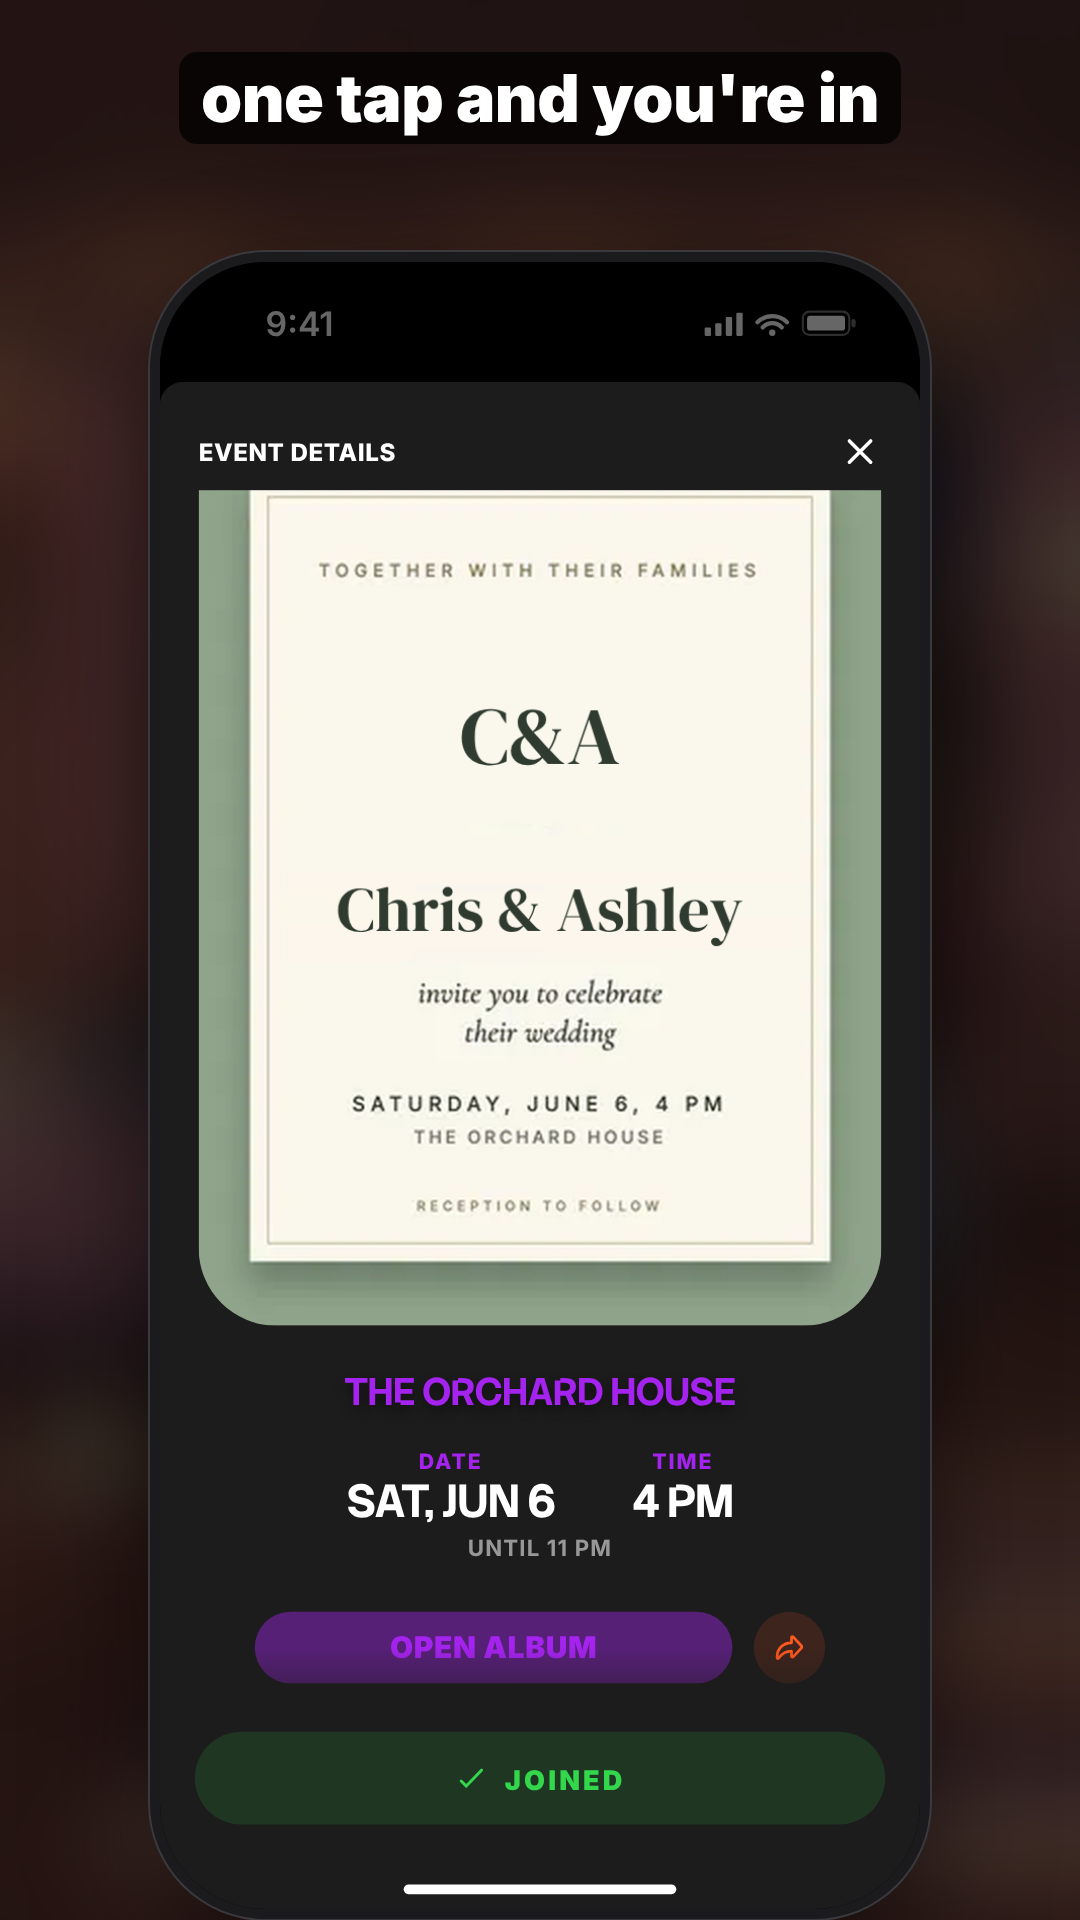 one tap and you're in
9:41
EVENT DETAILS
TOGETHER WITH THEIR FAMILIES
C&A
Chris & Ashley
invite you to celebrate
their wedding
SATURDAY, JUNE 6, 4 PM
THE ORCHARD HOUSE
RECEPTION TO FOLLOW
THE ORCHARD HOUSE
DATE TIME
SAT, JUN 6 4 PM
UNTIL 11 PM
OPEN ALBUM
JOINED